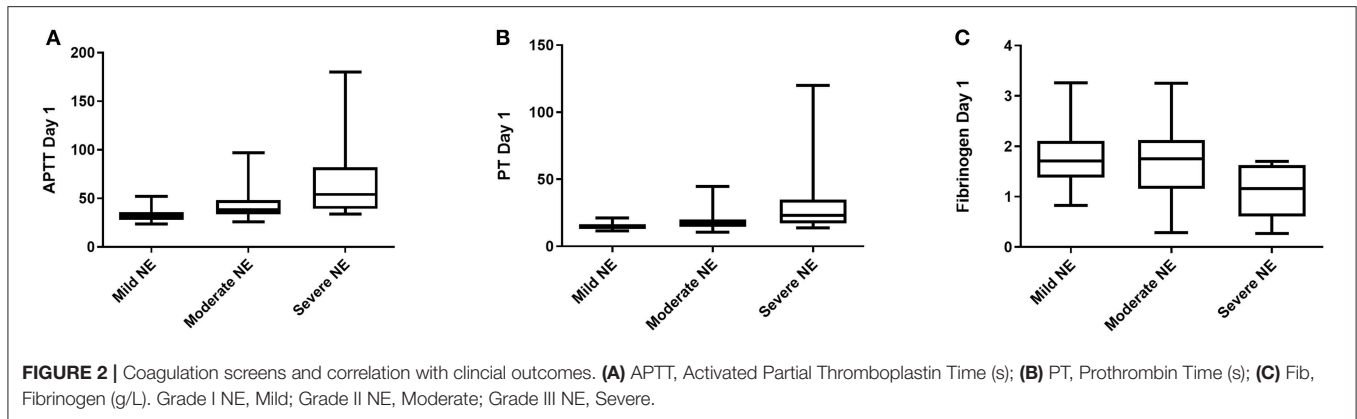 A
B
C
APTT Day 1
200
150
100
50
0
Mild NE
Moderate NE
Severe NE
PT Day 1
150
100
50
0
Mild NE
Moderate NE
Severe NE
Fibrinogen Day 1
4
3
2
1
0
Mild NE
Moderate NE
Severe NE
FIGURE 2 | Coagulation screens and correlation with clincial outcomes. (A) APTT, Activated Partial Thromboplastin Time (s); (B) PT, Prothrombin Time (s); (C) Fib,
Fibrinogen (g/L). Grade I NE, Mild; Grade II NE, Moderate; Grade III NE, Severe.